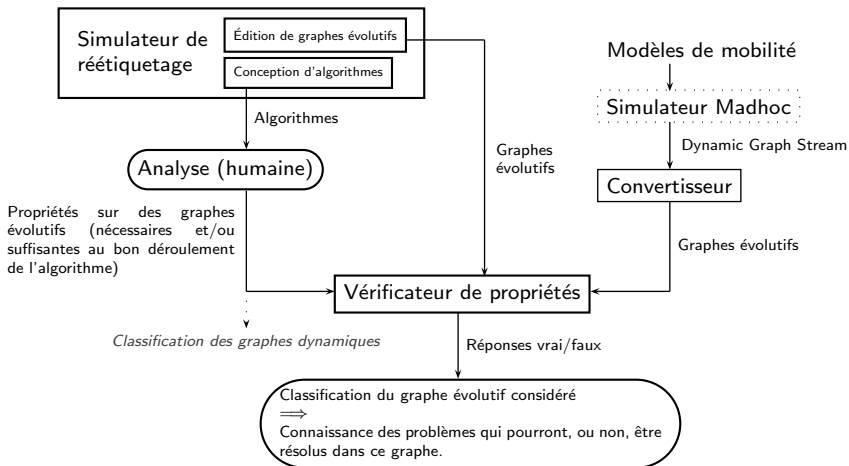 Simulateur de
réétiquetage
Édition de graphes évolutifs
Conception d'algorithmes
Modèles de mobilité
Simulateur Madhoc
Algorithmes
Dynamic Graph Stream
Graphes
évolutifs
Analyse (humaine)
Convertisseur
Propriétés sur des graphes
évolutifs (nécessaires et/ou
suffisantes au bon déroulement
de l'algorithme)
Graphes évolutifs
Vérificateur de propriétés
Classification des graphes dynamiques
Réponses vrai/faux
Classification du graphe évolutif considéré
⟹
Connaissance des problèmes qui pourront, ou non, être
résolus dans ce graphe.